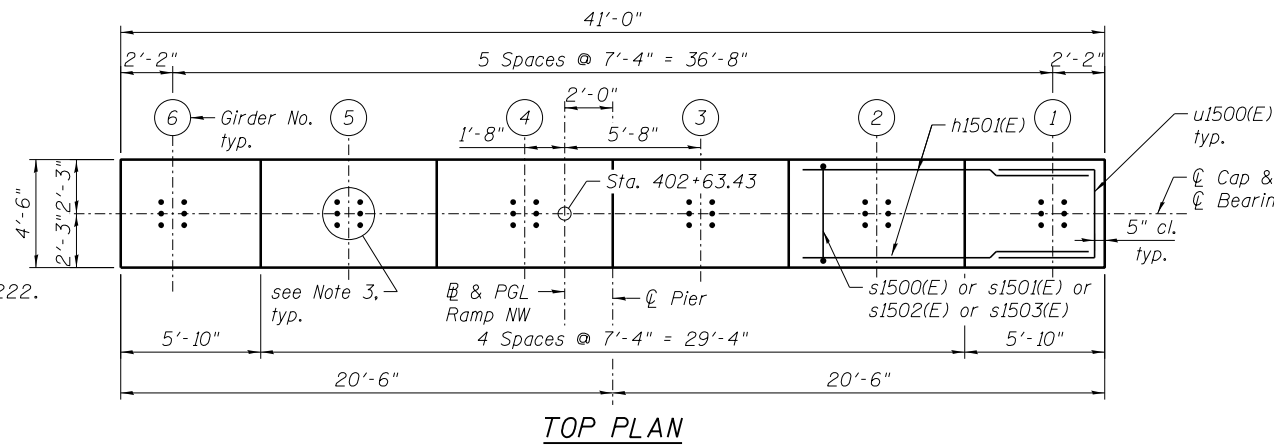 41'-0"
2'-2"
5 Spaces @ 7'-4" = 36'-8"
2'-2"
2'-0"
6
Girder No.
typ.
5
4
3
2
1
1'-8"
5'-8"
h1501(E)
u1500(E)
typ.
Sta. 402+63.43
℄ Cap &
℄ Bearin
4'-6"
2'-3"
2'-3"
5" cl.
typ.
222.
see Note 3,
typ.
B & PGL
Ramp NW
℄ Pier
s1500(E) or s1501(E) or
s1502(E) or s1503(E)
5'-10"
4 Spaces @ 7'-4" = 29'-4"
5'-10"
20'-6"
20'-6"
TOP PLAN